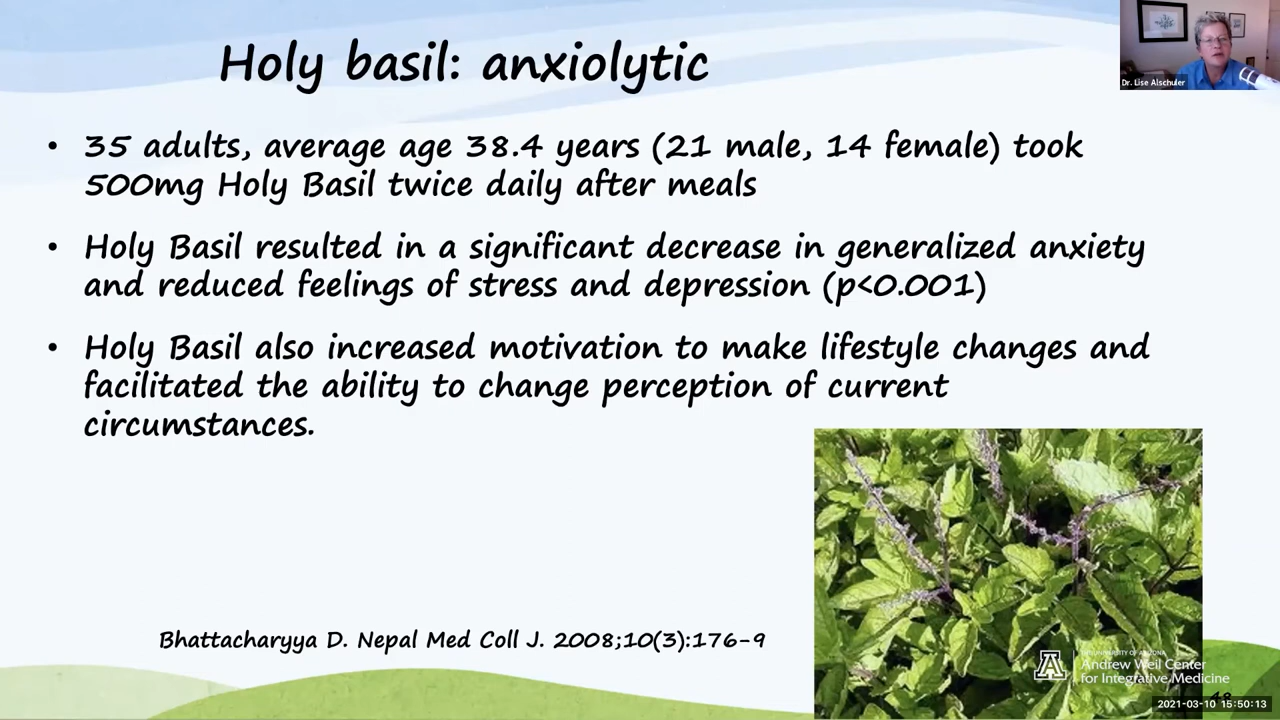 Holy basil: anxiolytic
Dr. Lise Alschuler
• 35 adults, average age 38.4 years (21 male, 14 female) took
500mg Holy Basil twice daily after meals
• Holy Basil resulted in a significant decrease in generalized anxiety
and reduced feelings of stress and depression (p<0.001)
• Holy Basil also increased motivation to make lifestyle changes and
facilitated the ability to change perception of current
circumstances.
Bhattacharyya D. Nepal Med Coll J. 2008;10(3):176-9
THE UNIVERSITY OF ARIZONA
Andrew Weil Center
for Integrative Medicine
2021-03-10 15:50:13